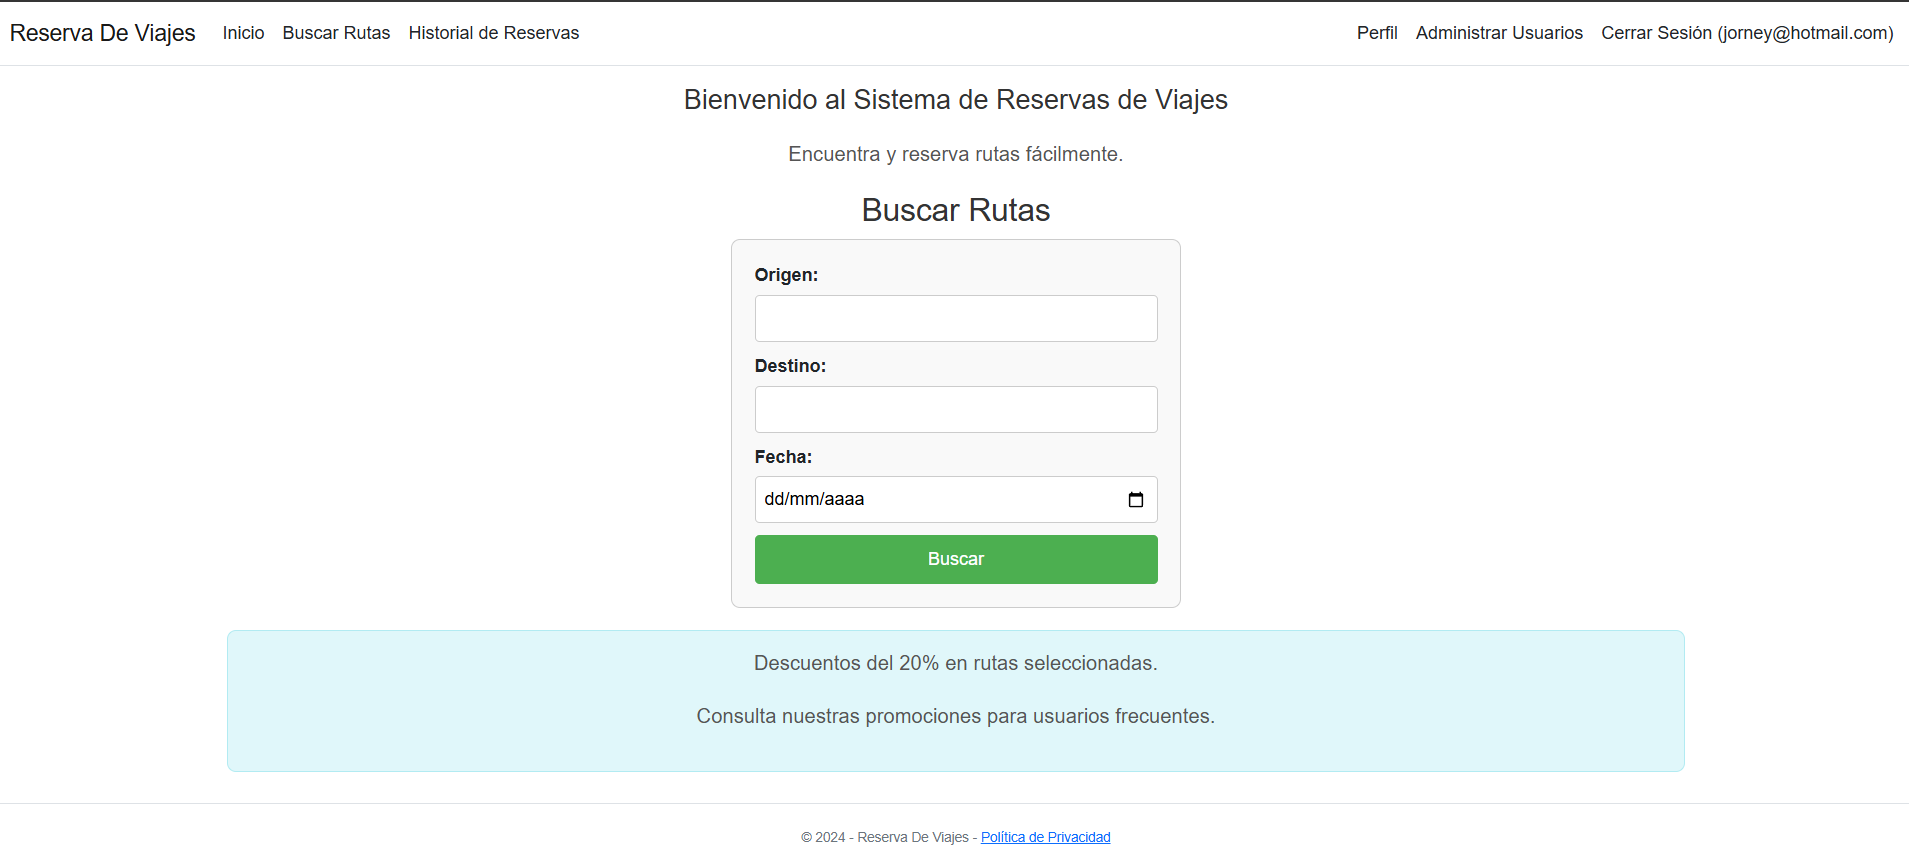 Reserva De Viajes Inicio Buscar Rutas Historial de Reservas Perfil Administrar Usuarios Cerrar Sesión (jorney@hotmail.com)
Bienvenido al Sistema de Reservas de Viajes
Encuentra y reserva rutas fácilmente.
Buscar Rutas
Origen:
Destino:
Fecha:
dd/mm/aaaa
Buscar
Descuentos del 20% en rutas seleccionadas.
Consulta nuestras promociones para usuarios frecuentes.
© 2024 - Reserva De Viajes - Política de Privacidad